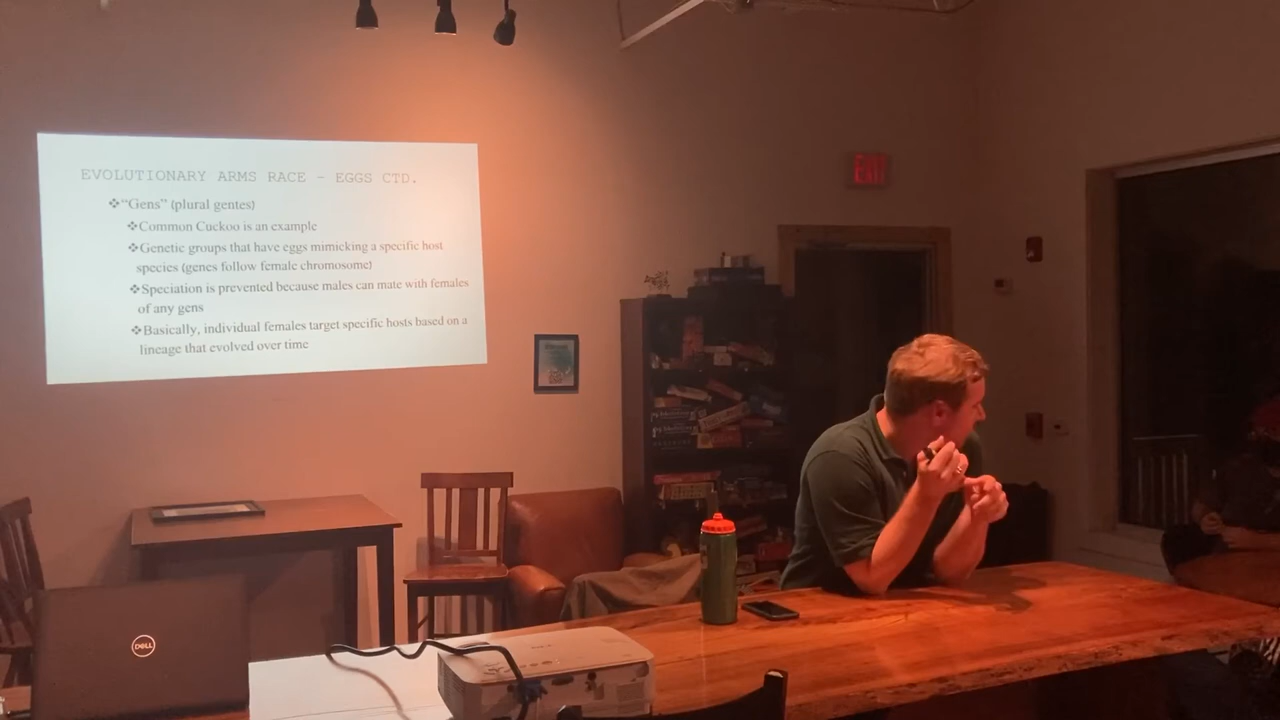 EVOLUTIONARY ARMS RACE - EGGS CTD.
❖"Gens" (plural gentes)
❖Common Cuckoo is an example
❖Genetic groups that have eggs mimicking a specific host
species (genes follow female chromosome)
❖Speciation is prevented because males can mate with females
of any gens
❖Basically, individual females target specific hosts based on a
lineage that evolved over time
EXIT
DELL